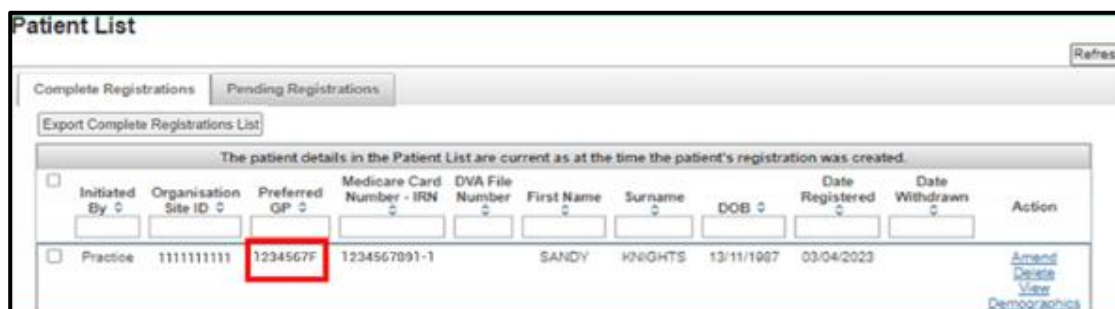 Patient List
Refres
Complete Registrations Pending Registrations
Export Complete Registrations List
The patient details in the Patient List are current as at the time the patient's registration was created.
Initiated By Organisation Site ID Preferred GP Medicare Card Number - IRN DVA File Number First Name Surname DOB Date Registered Date Withdrawn Action
Practice 1111111111 1234567F 1234567891-1 SANDY KNIGHTS 13/11/1987 03/04/2023 Amend
Delete
View
Demographics